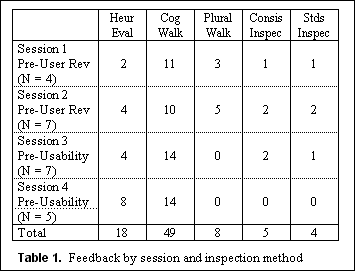 Heur Eval Cog Walk Plural Walk Consis Inspec Stds Inspec
Session 1
Pre-User Rev 2 11 3 1 1
(N = 4)
Session 2
Pre-User Rev 4 10 5 2 2
(N = 7)
Session 3
Pre-Usability 4 14 0 2 1
(N = 7)
Session 4
Pre-Usability 8 14 0 0 0
(N = 5)
Total 18 49 8 5 4
Table 1. Feedback by session and inspection method